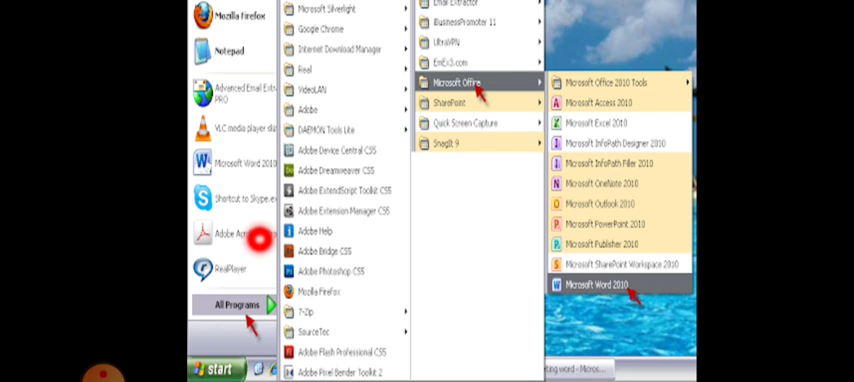 Mozilla Firefox
Notepad
Advanced Email Extr
PRO
VLC media player
Microsoft Word 2010
Shortcut to Skype.ex
Adobe
RealPlayer
All Programs
start
Microsoft Silverlight
Google Chrome
Internet Download Manager
Real
VideoLAN
Adobe
DAEMON Tools Lite
Adobe Device Central CS5
Adobe Dreamweaver CS5
Adobe ExtendScript Toolkit CS5
Adobe Extension Manager CS5
Adobe Help
Adobe Bridge CS5
Adobe Photoshop CS5
Mozilla Firefox
7-Zip
SourceTec
Adobe Flash Professional CS5
Adobe Pixel Bender Toolkit 2
Email Extractor
iBusinessPromoter 11
UltraVPN
EmEx3.com
Microsoft Office
SharePoint
Quick Screen Capture
SnagIt 9
Microsoft Office 2010 Tools
Microsoft Access 2010
Microsoft Excel 2010
Microsoft InfoPath Designer 2010
Microsoft InfoPath Filler 2010
Microsoft OneNote 2010
Microsoft Outlook 2010
Microsoft PowerPoint 2010
Microsoft Publisher 2010
Microsoft SharePoint Workspace 2010
Microsoft Word 2010
ting word - Micros...